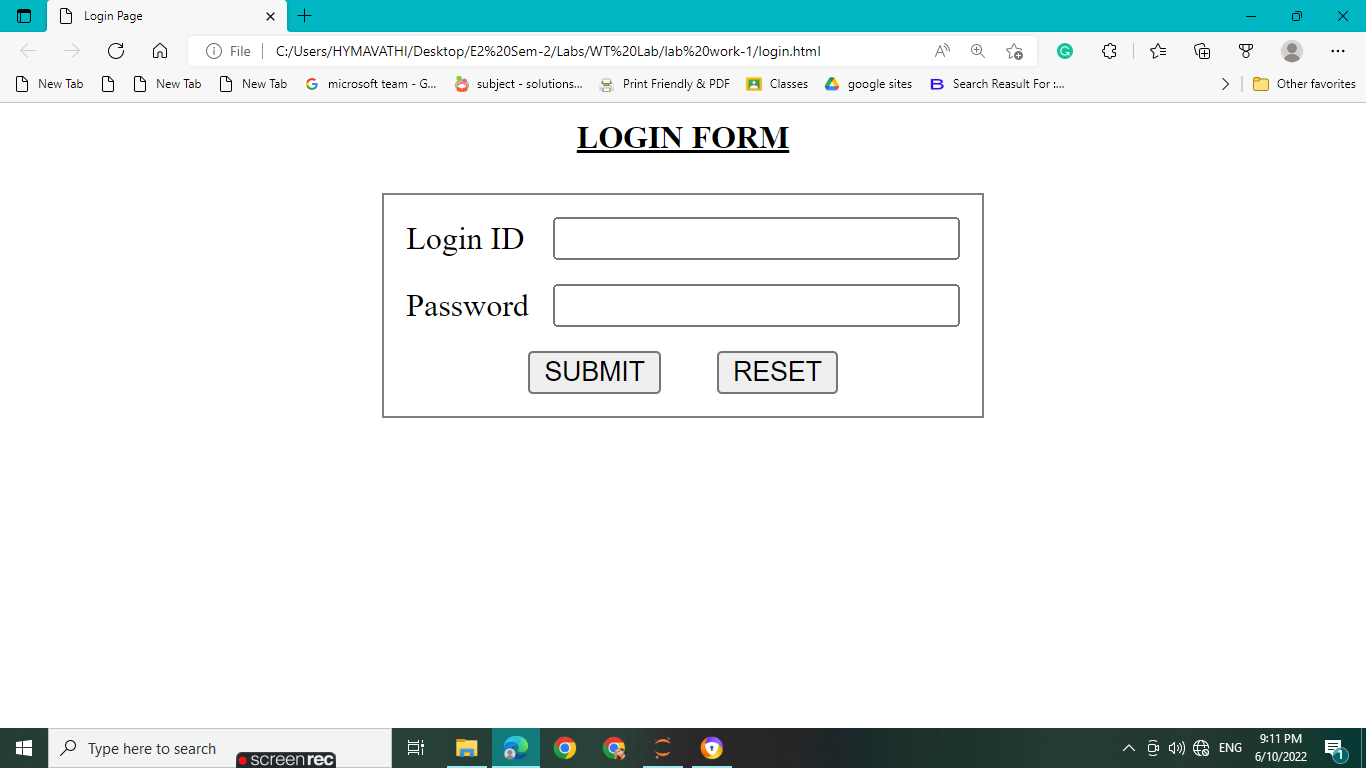 Login Page
File
C:/Users/HYMAVATHI/Desktop/E2%20Sem-2/Labs/WT%20Lab/lab%20work-1/login.html
New Tab New Tab New Tab microsoft team - G... subject - solutions... Print Friendly & PDF Classes google sites Search Reasult For :... Other favorites
LOGIN FORM
Login ID
Password
SUBMIT RESET
Type here to search
screenrec
ENG
9:11 PM
6/10/2022
1